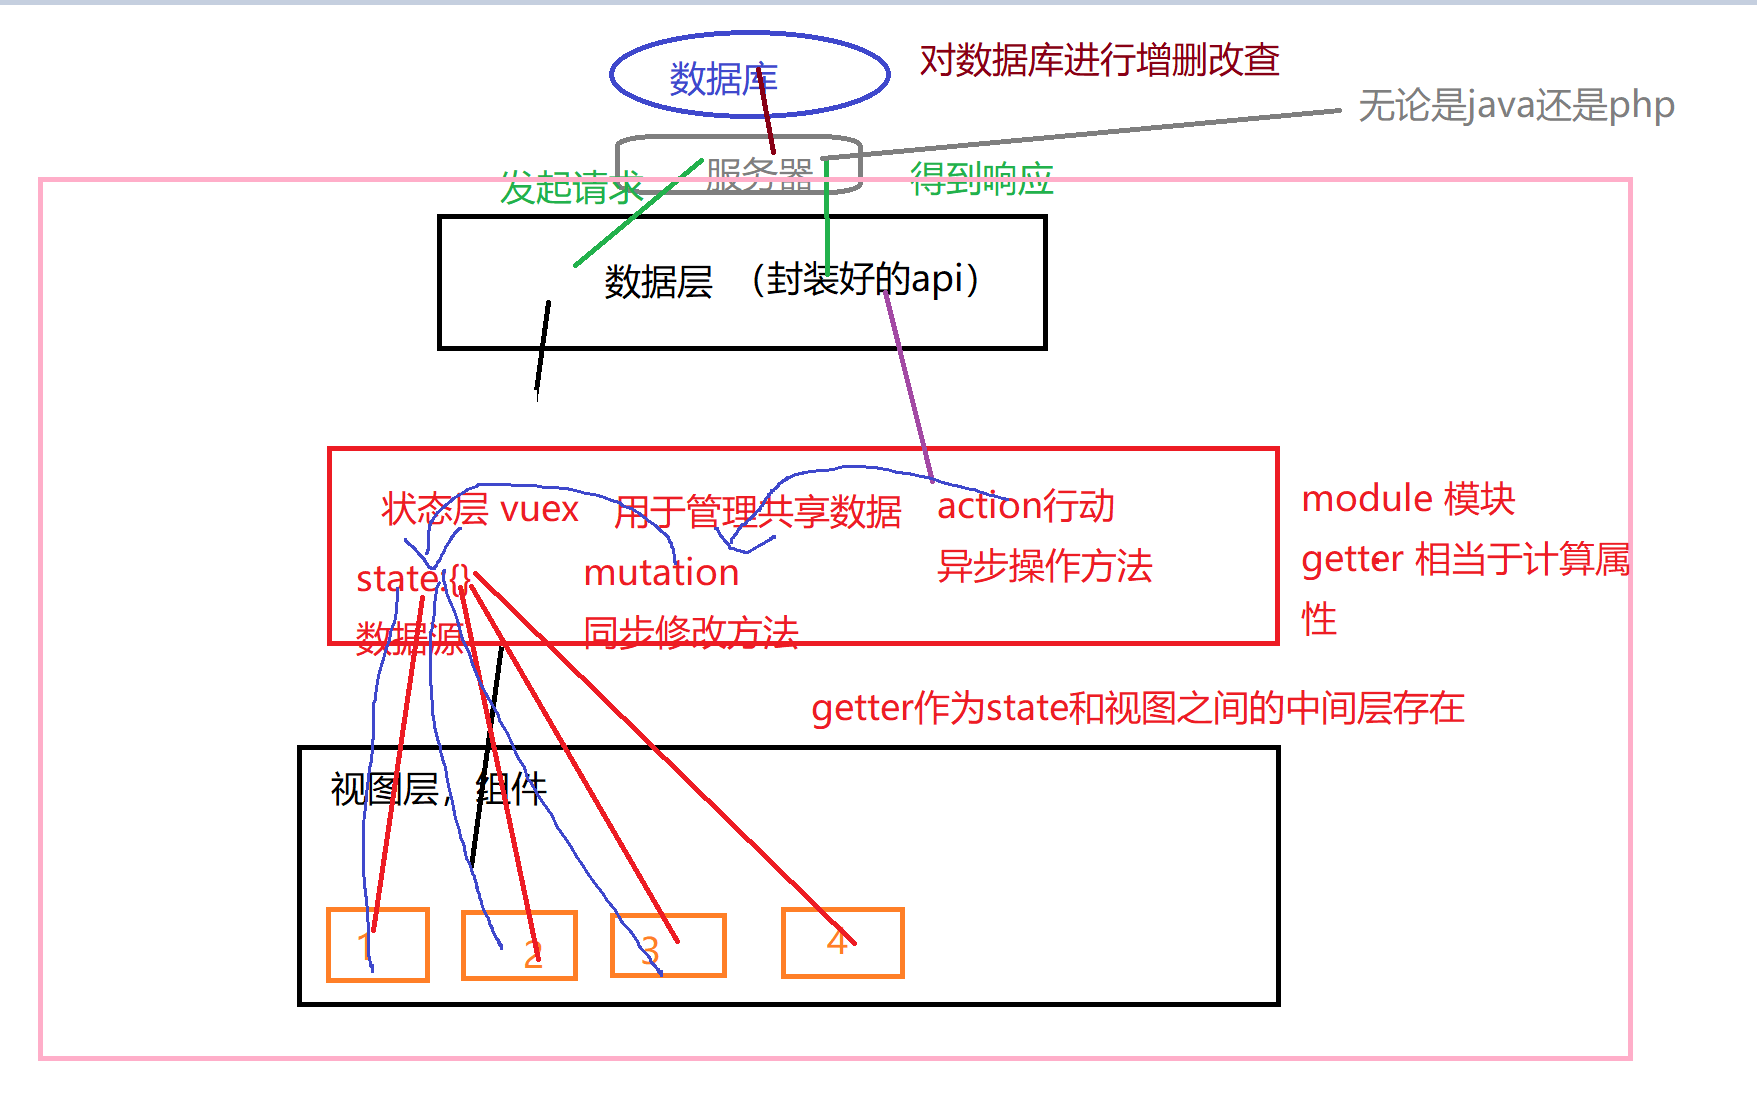 数据库
对数据库进行增删改查
无论是java还是php
服务器
发起请求
得到响应
数据层 （封装好的api）
状态层 vuex 用于管理共享数据
action行动
异步操作方法
state:{}
数据源
mutation
同步修改方法
module 模块
getter 相当于计算属
性
getter作为state和视图之间的中间层存在
视图层，组件
1
2
3
4